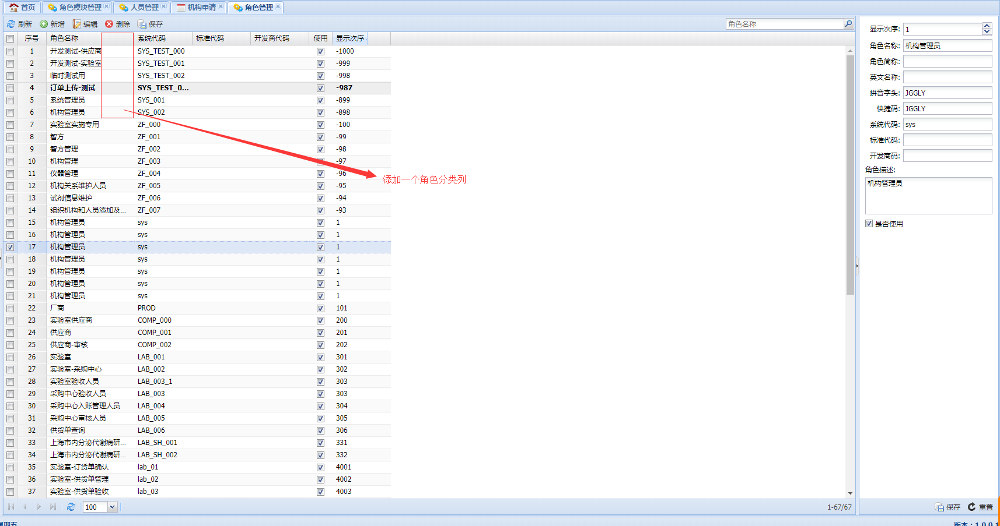 首页 角色模块管理 人员管理 机构申请 角色管理
刷新 新增 编辑 删除 保存 角色名称
序号 角色名称 系统代码 标准代码 开发商代码 使用 显示次序
1 开发测试-供应商 SYS_TEST_000 -1000
2 开发测试-实验室 SYS_TEST_001 -999
3 临时测试用 SYS_TEST_002 -998
4 订单上传-测试 SYS_TEST_0... -987
5 系统管理员 SYS_001 -899
6 机构管理员 SYS_002 -898
7 实验室实施专用 ZF_000 -100
8 智方 ZF_001 -99
9 智方管理 ZF_002 -98
10 机构管理 ZF_003 -97
11 仪器管理 ZF_004 -96
添加一个角色分类列
12 机构关系维护人员 ZF_005 -95
13 试剂信息维护 ZF_006 -94
14 组织机构和人员添加及... ZF_007 -93
15 机构管理员 sys 1
16 机构管理员 sys 1
17 机构管理员 sys 1
18 机构管理员 sys 1
19 机构管理员 sys 1
20 机构管理员 sys 1
21 机构管理员 sys 1
22 厂商 PROD 101
23 实验室供应商 COMP_000 200
24 供应商 COMP_001 201
25 供应商-审核 COMP_002 202
26 实验室 LAB_001 301
27 实验室-采购中心 LAB_002 302
28 实验室验收人员 LAB_003_1 303
29 采购中心验收人员 LAB_003 303
30 采购中心入账管理人员 LAB_004 304
31 采购中心审核人员 LAB_005 305
32 供货单查询 LAB_006 306
33 上海市内分泌代谢病研... LAB_SH_001 331
34 上海市内分泌代谢病研... LAB_SH_002 332
35 实验室-订货单确认 lab_01 4001
36 实验室-供货单管理 lab_02 4002
37 实验室-供货单验收 lab_03 4003
100 1-67/67
显示次序: 1
角色名称: 机构管理员
角色简称:
英文名称:
拼音字头: JGGLY
快捷码: JGGLY
系统代码: sys
标准代码:
开发商码:
角色描述:
机构管理员
是否使用
保存 重置
星期五 版本：1.0.0.1